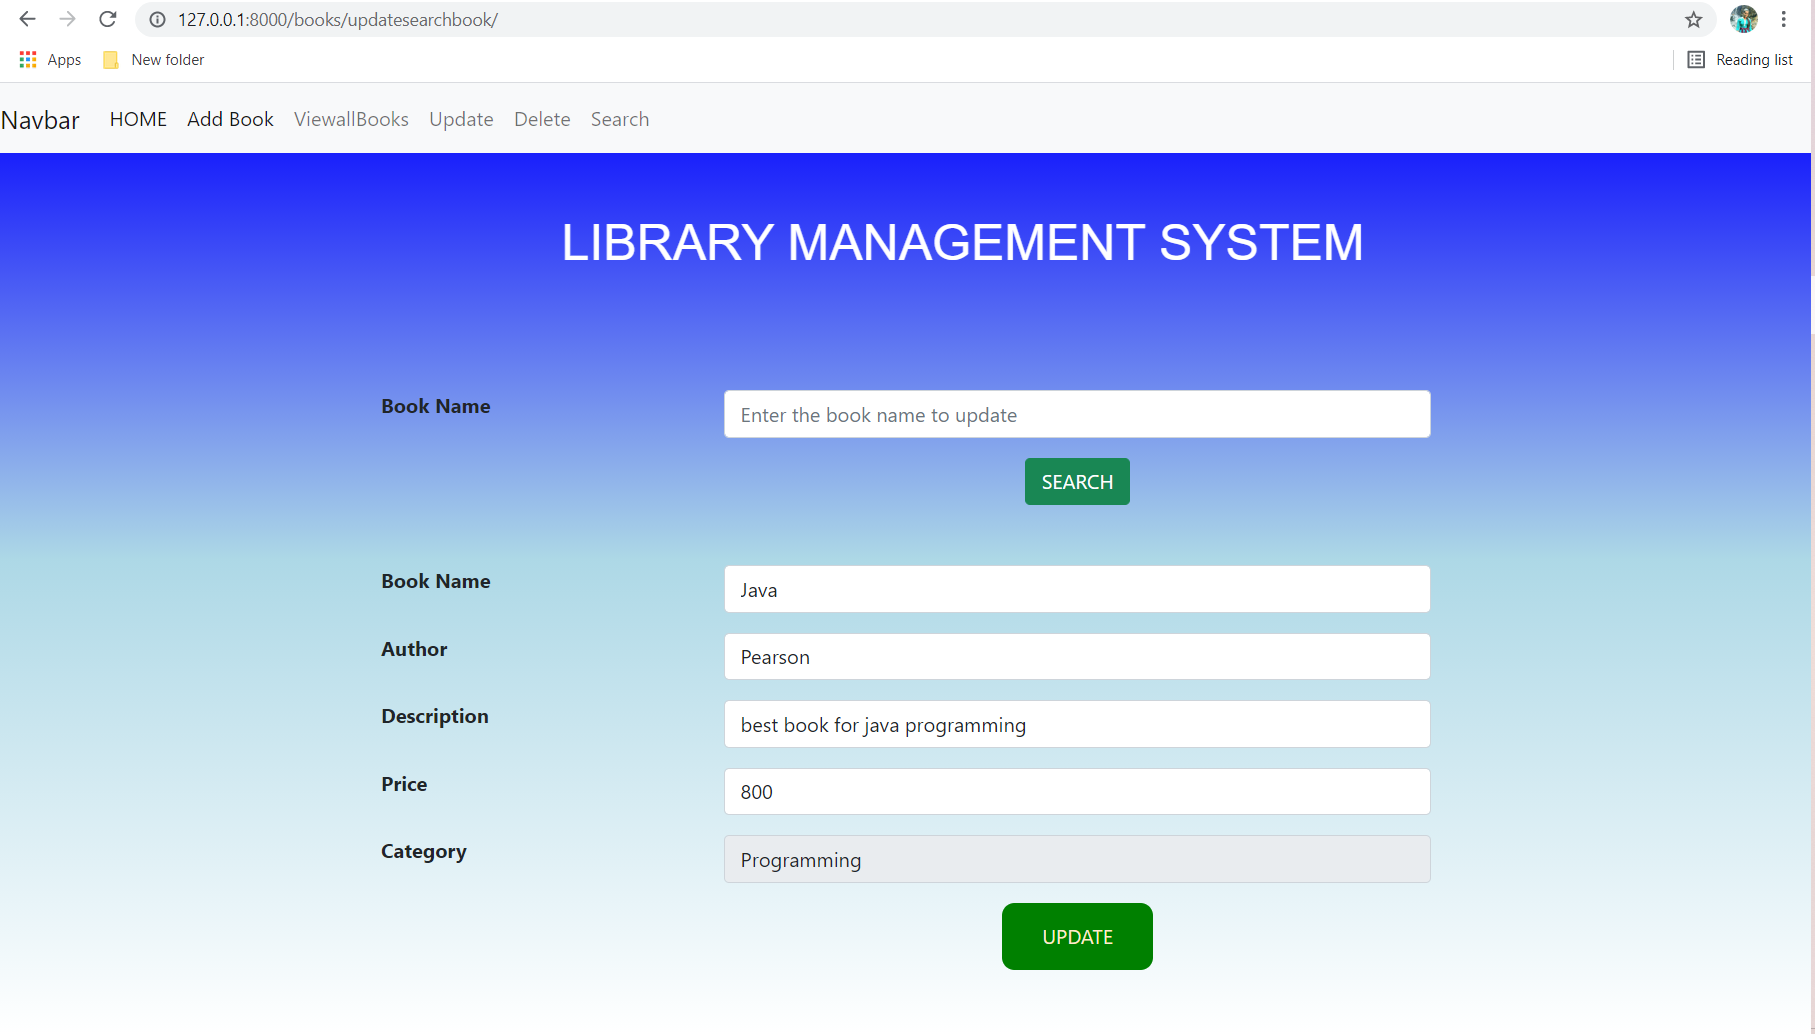 127.0.0.1:8000/books/updatesearchbook/
Apps New folder Reading list
Navbar HOME Add Book ViewallBooks Update Delete Search
LIBRARY MANAGEMENT SYSTEM
Book Name Enter the book name to update
SEARCH
Book Name Java
Author Pearson
Description best book for java programming
Price 800
Category Programming
UPDATE